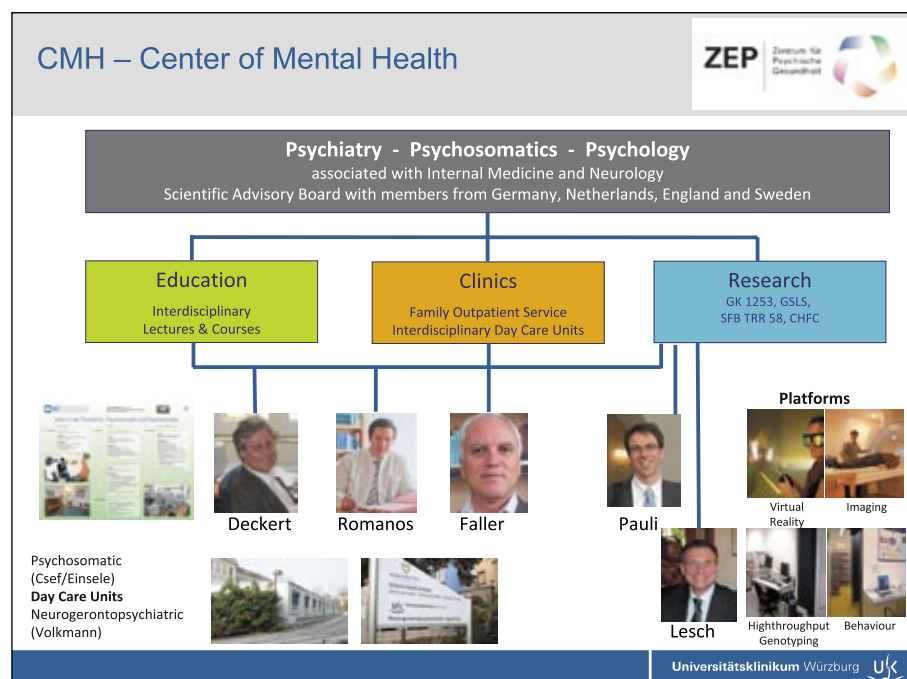 CMH – Center of Mental Health
ZEP
Zentrum für
Psychische
Gesundheit
Psychiatry - Psychosomatics - Psychology
associated with Internal Medicine and Neurology
Scientific Advisory Board with members from Germany, Netherlands, England and Sweden
Education
Interdisciplinary
Lectures & Courses
Clinics
Family Outpatient Service
Interdisciplinary Day Care Units
Research
GK 1253, GSLS,
SFB TRR 58, CHFC
Platforms
Virtual
Reality
Imaging
Deckert
Romanos
Faller
Pauli
Psychosomatic
(Csef/Einsele)
Day Care Units
Neurogerontopsychiatric
(Volkmann)
Lesch
Highthroughput
Genotyping
Behaviour
Universitätsklinikum Würzburg
UK